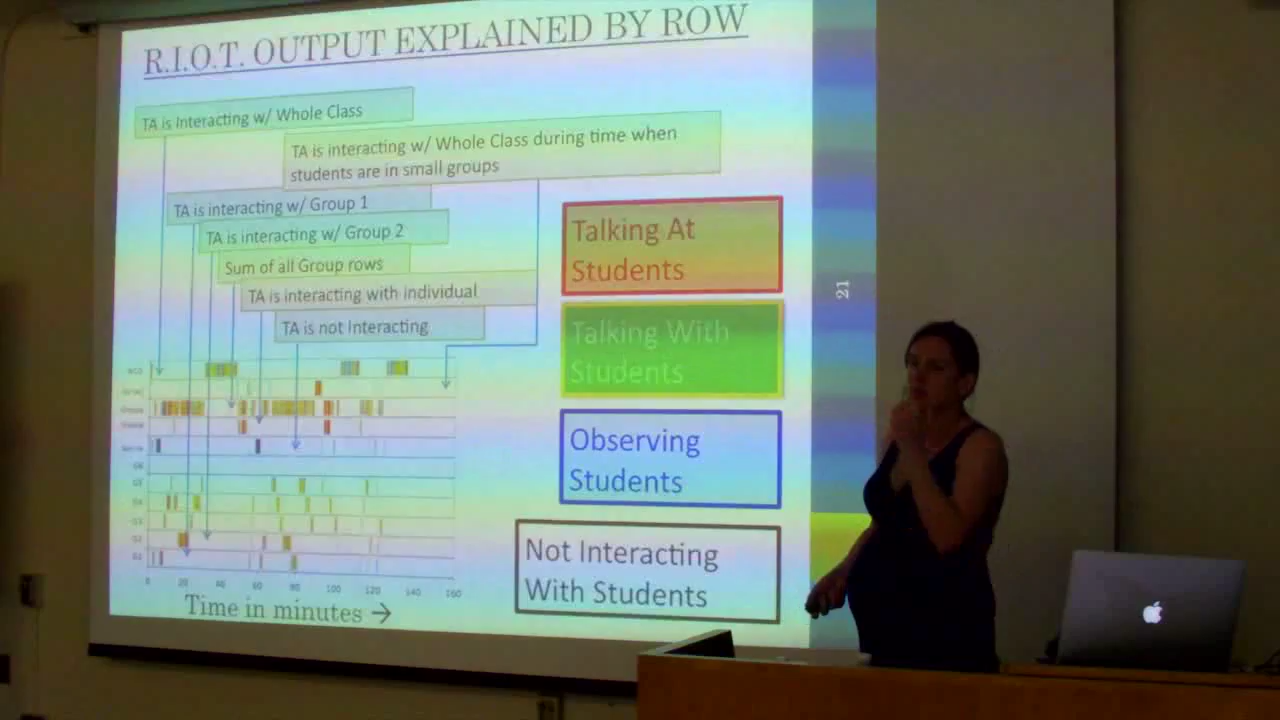 R.I.O.T. OUTPUT EXPLAINED BY ROW
TA is Interacting w/ Whole Class
TA is interacting w/ Whole Class during time when
students are in small groups
TA is interacting w/ Group 1
TA is interacting w/ Group 2
Sum of all Group rows
TA is interacting with individual
TA is not Interacting
Talking At
Students
Talking With
Students
Observing
Students
Not Interacting
With Students
21
Groups
0 20 40 60 80 100 120 140 160
Time in minutes →